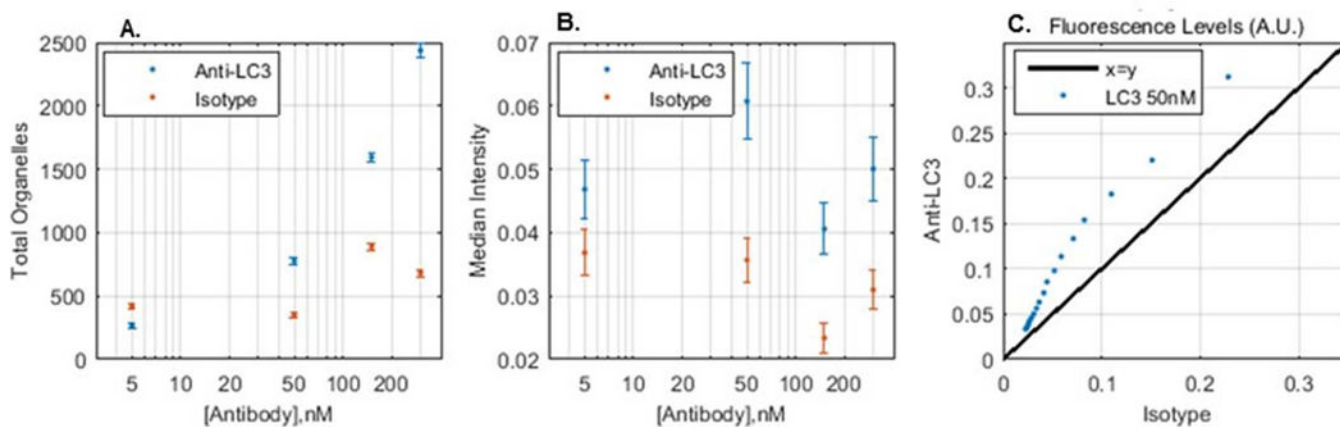 A.
2500
2000
1500
1000
500
0
Total Organelles
Anti-LC3
Isotype
5 10 50 100 200
[Antibody],nM
B.
0.07
0.06
0.05
0.04
0.03
0.02
Median Intensity
Anti-LC3
Isotype
5 10 50 100 200
[Antibody],nM
C.
Fluorescence Levels (A.U.)
x=y
LC3 50nM
0.3
0.25
0.2
0.15
0.1
0.05
0
Anti-LC3
0 0.1 0.2 0.3
Isotype